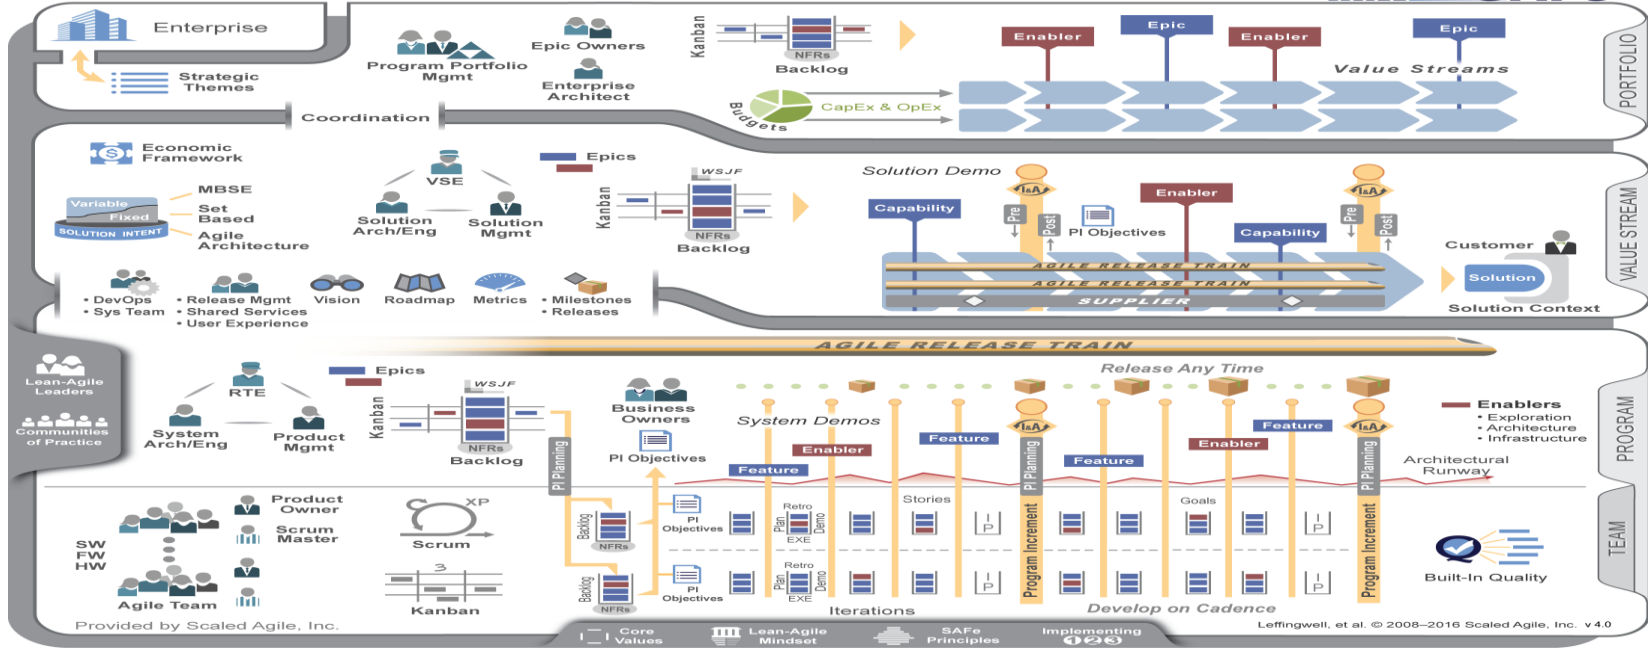 Enterprise
Strategic
Themes
Program Portfolio
Mgmt
Epic Owners
Enterprise
Architect
Kanban
NFRs
Backlog
Enabler
Epic
Enabler
Epic
Value Streams
Budgets
CapEx & OpEx
PORTFOLIO
Coordination
Economic
Framework
Variable
Fixed
SOLUTION INTENT
MBSE
Set
Based
Agile
Architecture
VSE
Solution
Arch/Eng
Solution
Mgmt
Epics
Kanban
WSJF
NFRs
Backlog
Solution Demo
Capability
I&A
Pre
Post
PI Objectives
Enabler
Capability
I&A
Pre
Post
AGILE RELEASE TRAIN
AGILE RELEASE TRAIN
SUPPLIER
Customer
Solution
Solution Context
VALUE STREAM
• DevOps
• Sys Team
• Release Mgmt
• Shared Services
• User Experience
Vision
Roadmap
Metrics
• Milestones
• Releases
AGILE RELEASE TRAIN
Release Any Time
Lean-Agile
Leaders
Communities
of Practice
RTE
System
Arch/Eng
Product
Mgmt
Epics
Kanban
WSJF
NFRs
Backlog
PI Planning
Business
Owners
PI Objectives
System Demos
Feature
Enabler
Feature
I&A
PI Planning
Feature
Enabler
Feature
I&A
PI Planning
Enablers
• Exploration
• Architecture
• Infrastructure
Architectural
Runway
PROGRAM
SW
FW
HW
Agile Team
Product
Owner
Scrum
Master
XP
Scrum
Kanban
Backlog
NFRs
Backlog
NFRs
PI
Objectives
PI
Objectives
Retro
Plan
Demo
EXE
Retro
Plan
Demo
EXE
Stories
I
P
I
P
Iterations
Program Increment
Goals
I
P
I
P
Develop on Cadence
Program Increment
Built-In Quality
TEAM
Provided by Scaled Agile, Inc.
Core
Values
Lean-Agile
Mindset
SAFe
Principles
Implementing
1 2 3
Leffingwell, et al. © 2008–2016 Scaled Agile, Inc. v 4.0